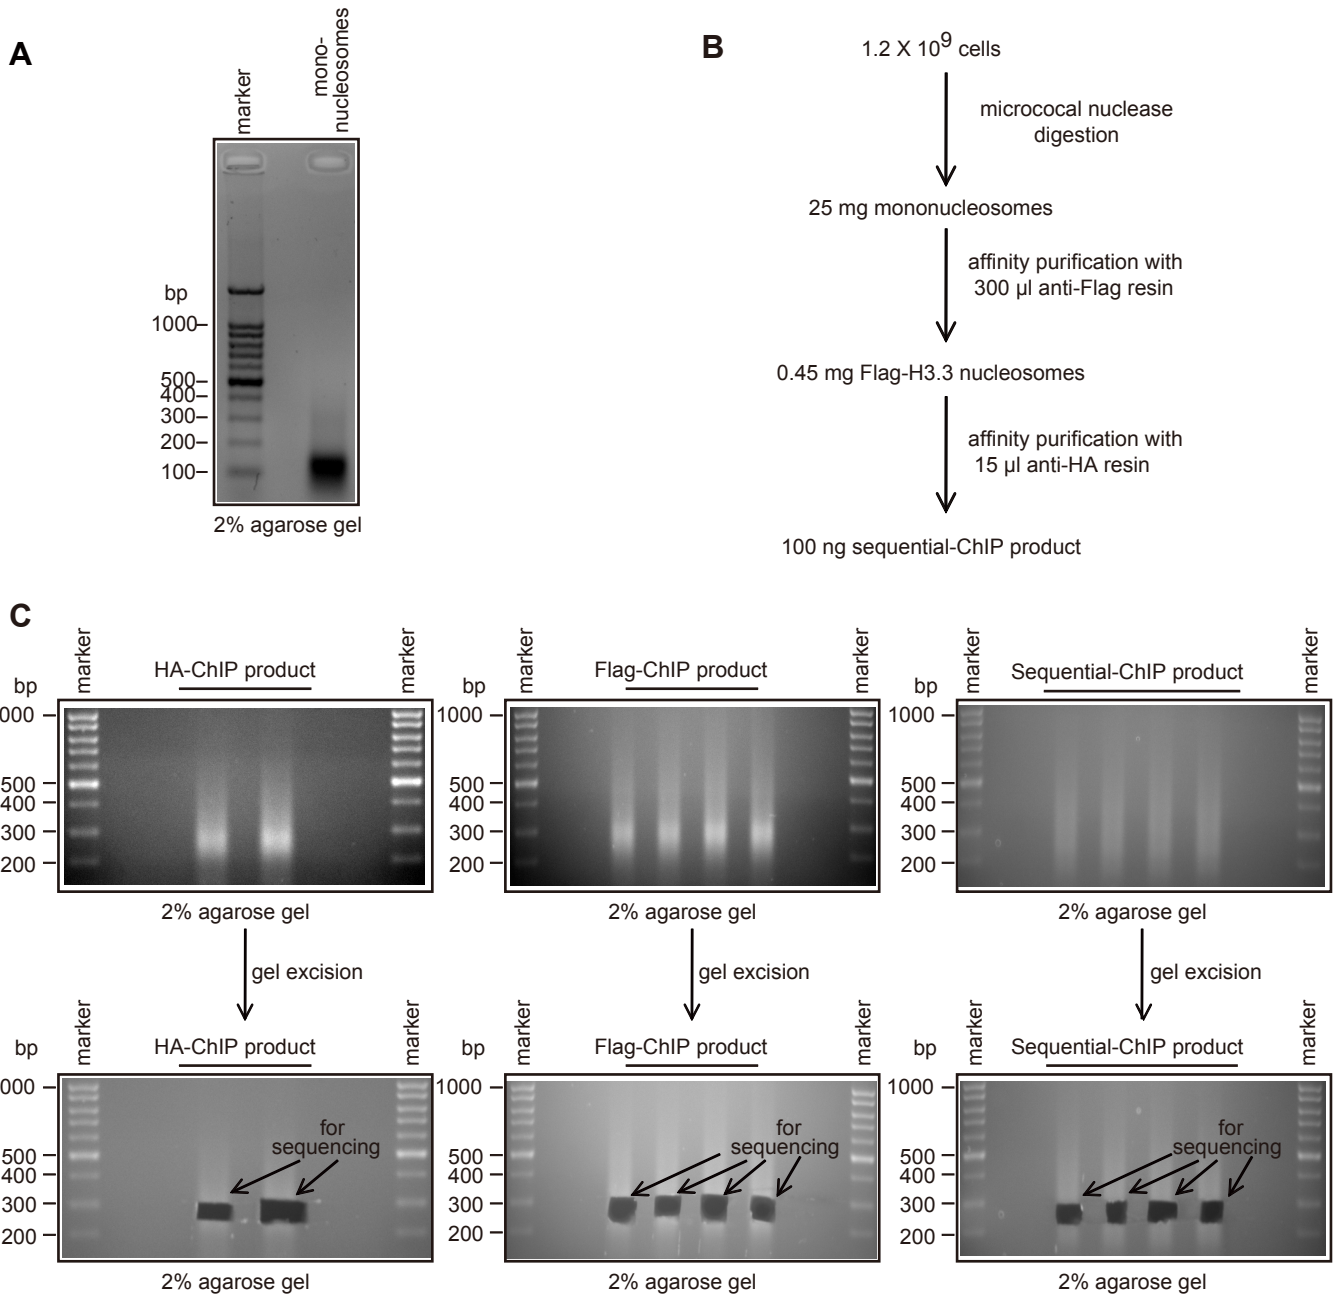 A
marker
mono-
nucleosomes
bp
1000
500
400
300
200
100
2% agarose gel
B
1.2 X 10⁹ cells
micrococal nuclease
digestion
25 mg mononucleosomes
affinity purification with
300 µl anti-Flag resin
0.45 mg Flag-H3.3 nucleosomes
affinity purification with
15 µl anti-HA resin
100 ng sequential-ChIP product
C
bp
marker
HA-ChIP product
marker
000
500
400
300
200
2% agarose gel
bp
marker
Flag-ChIP product
marker
1000
500
400
300
200
2% agarose gel
bp
marker
Sequential-ChIP product
marker
1000
500
400
300
200
2% agarose gel
gel excision
gel excision
gel excision
bp
marker
HA-ChIP product
marker
000
500
400
300
200
for
sequencing
2% agarose gel
bp
marker
Flag-ChIP product
marker
1000
500
400
300
200
for
sequencing
2% agarose gel
bp
marker
Sequential-ChIP product
marker
1000
500
400
300
200
for
sequencing
2% agarose gel